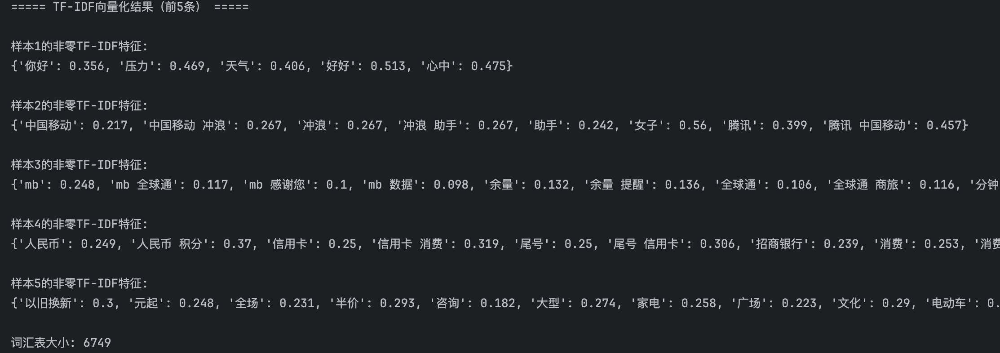 ===== TF-IDF向量化结果（前5条） =====
样本1的非零TF-IDF特征:
{'你好': 0.356, '压力': 0.469, '天气': 0.406, '好好': 0.513, '心中': 0.475}
样本2的非零TF-IDF特征:
{'中国移动': 0.217, '中国移动 冲浪': 0.267, '冲浪': 0.267, '冲浪 助手': 0.267, '助手': 0.242, '女子': 0.56, '腾讯': 0.399, '腾讯 中国移动': 0.457}
样本3的非零TF-IDF特征:
{'mb': 0.248, 'mb 全球通': 0.117, 'mb 感谢您': 0.1, 'mb 数据': 0.098, '余量': 0.132, '余量 提醒': 0.136, '全球通': 0.106, '全球通 商旅': 0.116, '分钟
样本4的非零TF-IDF特征:
{'人民币': 0.249, '人民币 积分': 0.37, '信用卡': 0.25, '信用卡 消费': 0.319, '尾号': 0.25, '尾号 信用卡': 0.306, '招商银行': 0.239, '消费': 0.253, '消费
样本5的非零TF-IDF特征:
{'以旧换新': 0.3, '元起': 0.248, '全场': 0.231, '半价': 0.293, '咨询': 0.182, '大型': 0.274, '家电': 0.258, '广场': 0.223, '文化': 0.29, '电动车': 0.
词汇表大小: 6749